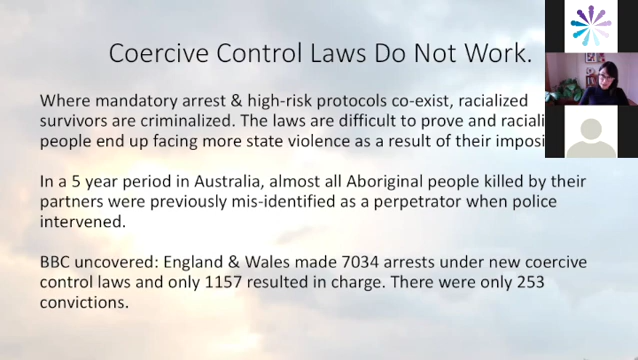 Coercive Control Laws Do Not Work.
Where mandatory arrest & high-risk protocols co-exist, racialized
survivors are criminalized. The laws are difficult to prove and
people end up facing more state violence as a result of their
In a 5 year period in Australia, almost all Aboriginal people killed by their
partners were previously mis-identified as a perpetrator when police
intervened.
BBC uncovered: England & Wales made 7034 arrests under new coercive
control laws and only 1157 resulted in charge. There were only 253
convictions.